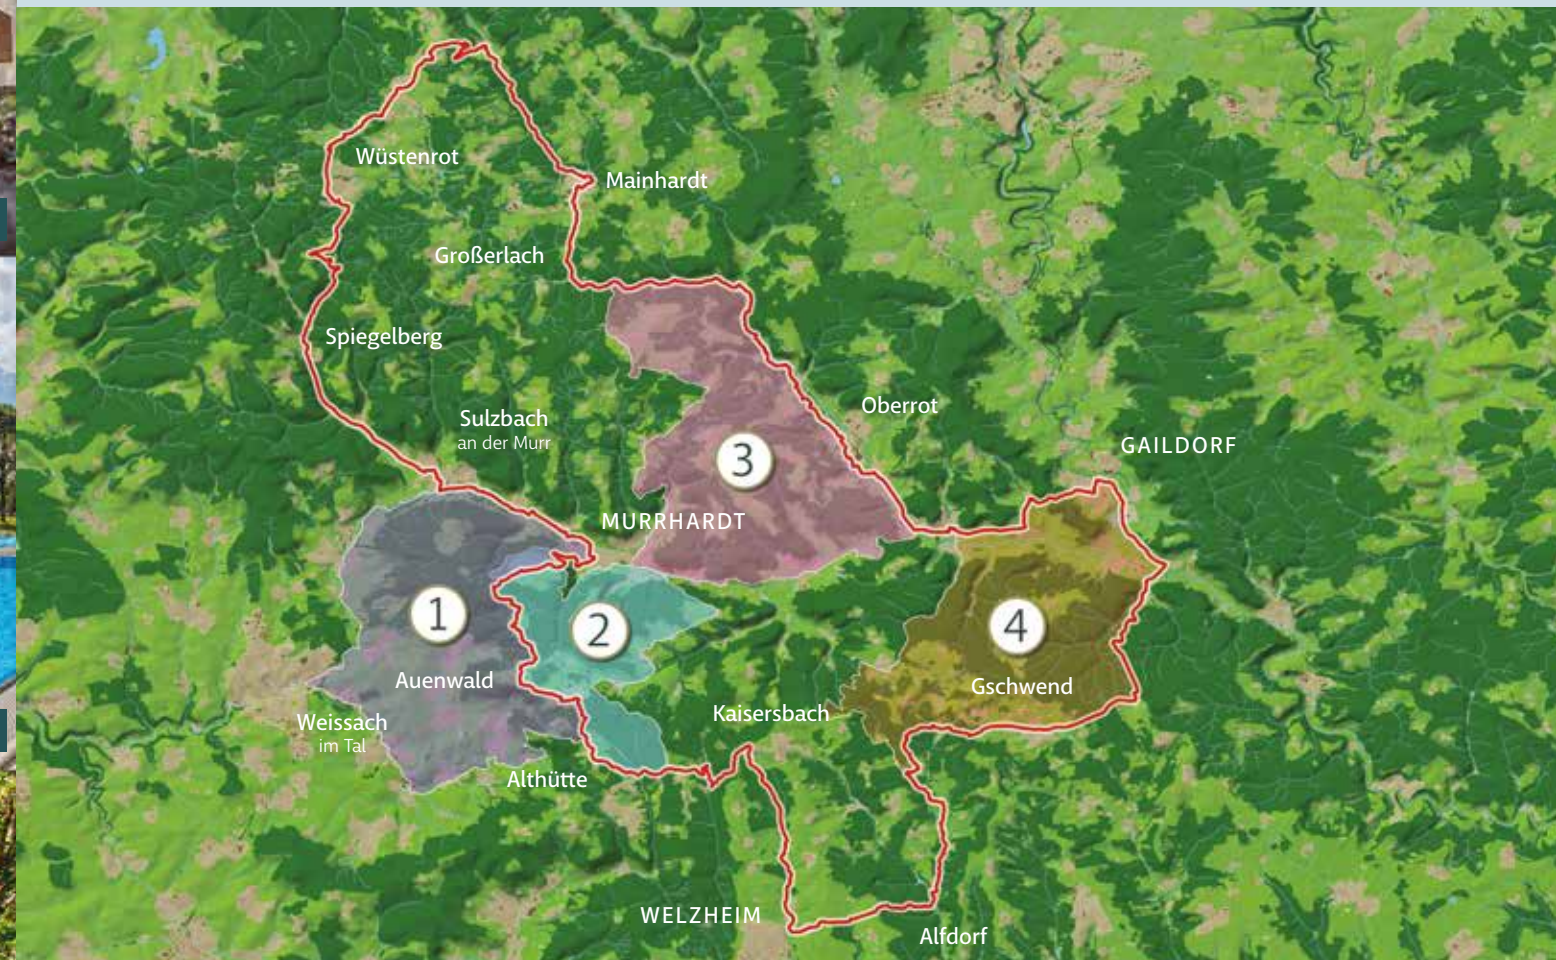 Wüstenrot
Mainhardt
Großerlach
Spiegelberg
Sulzbach
an der Murr
Oberrot
GAILDORF
3
MURRHARDT
1
2
4
Auenwald
Gschwend
Weissach
im Tal
Kaisersbach
Althütte
WELZHEIM
Alfdorf